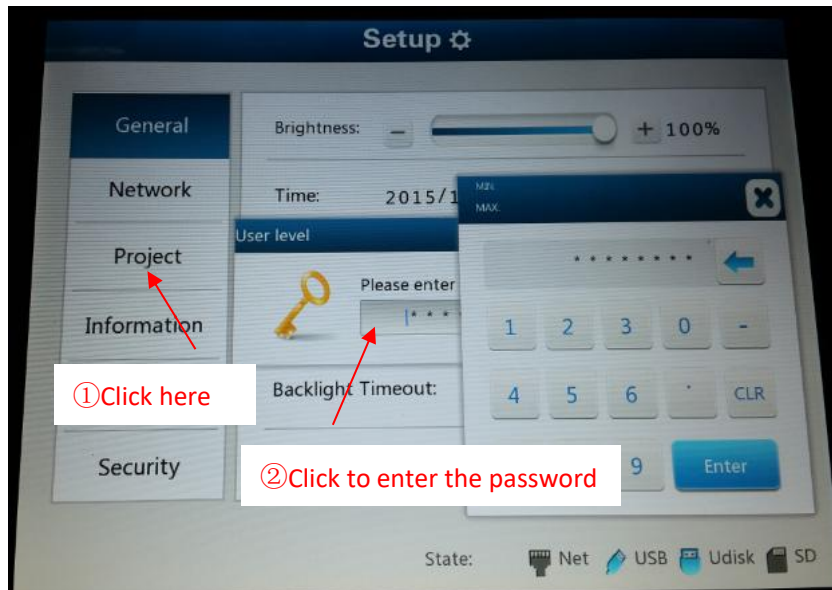 Setup
General
Brightness:
- + 100%
Network
Time: 2015/1
MIN.
MAX.
User level
Project
Please enter
* * * * * * * *
* * * *
Information
1 2 3 0 -
①Click here
Backlight Timeout:
4 5 6 . CLR
Security
②Click to enter the password
9 Enter
State: Net USB Udisk SD